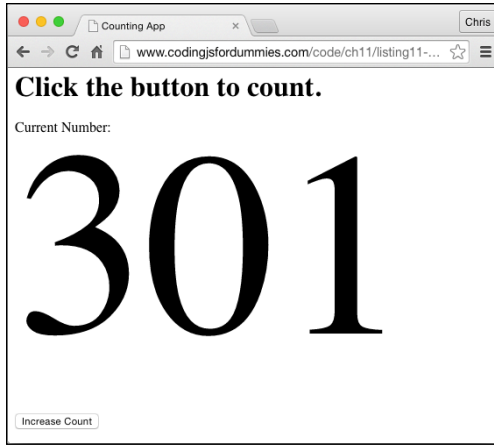 Counting App
Chris
www.codingjsfordummies.com/code/ch11/listing11-...
Click the button to count.
Current Number:
301
Increase Count